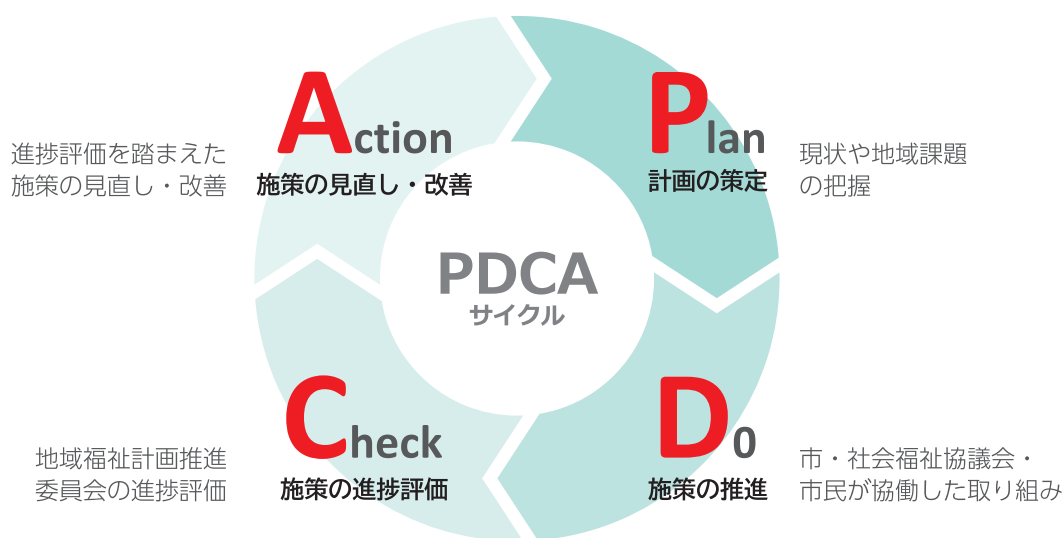 Action
施策の見直し・改善
進捗評価を踏まえた
施策の見直し・改善
Plan
計画の策定
現状や地域課題
の把握
PDCA
サイクル
Check
施策の進捗評価
地域福祉計画推進
委員会の進捗評価
D0
施策の推進
市・社会福祉協議会・
市民が協働した取り組み